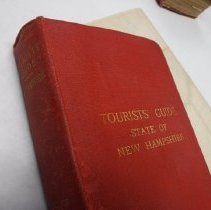 TOURISTS' GUIDE
STATE OF
NEW HAMPSHIRE